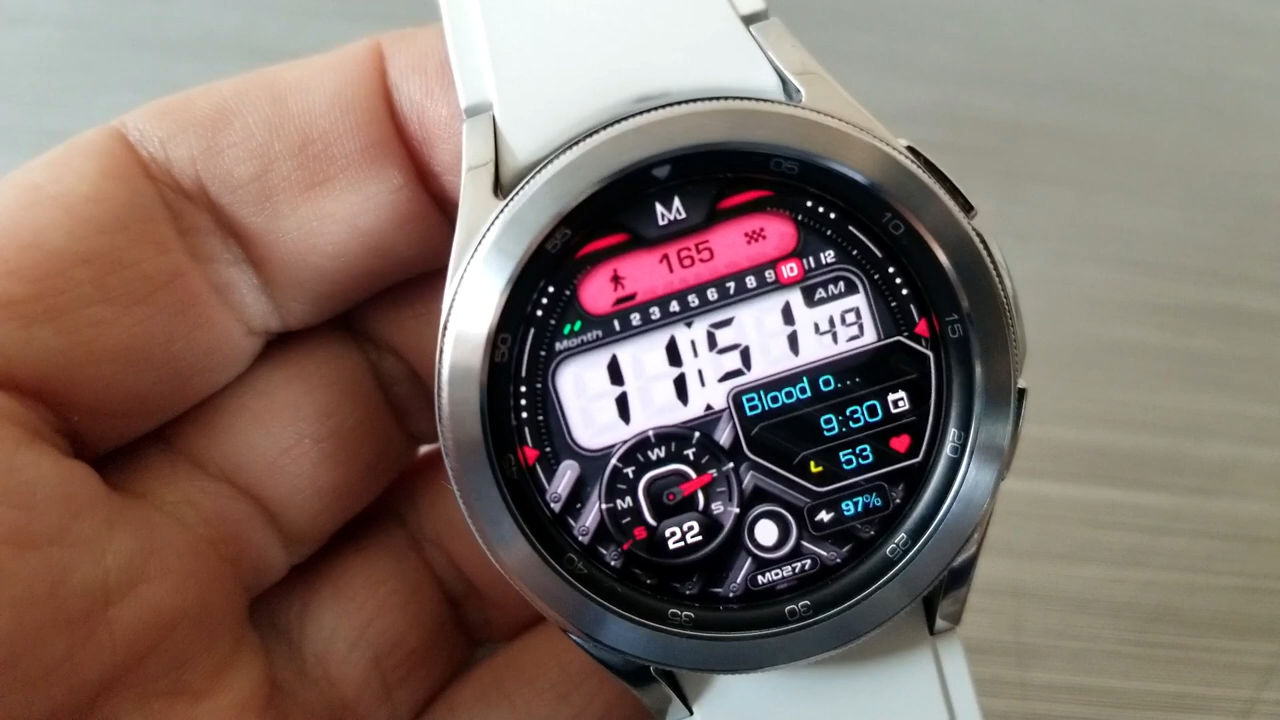 05
10
15
20
25
30
35
40
50
55
M
165
Month 1 2 3 4 5 6 7 8 9 10 11 12
11:51 49 AM
Blood o...
9:30
53
97%
S M T W T F S
22
MD277